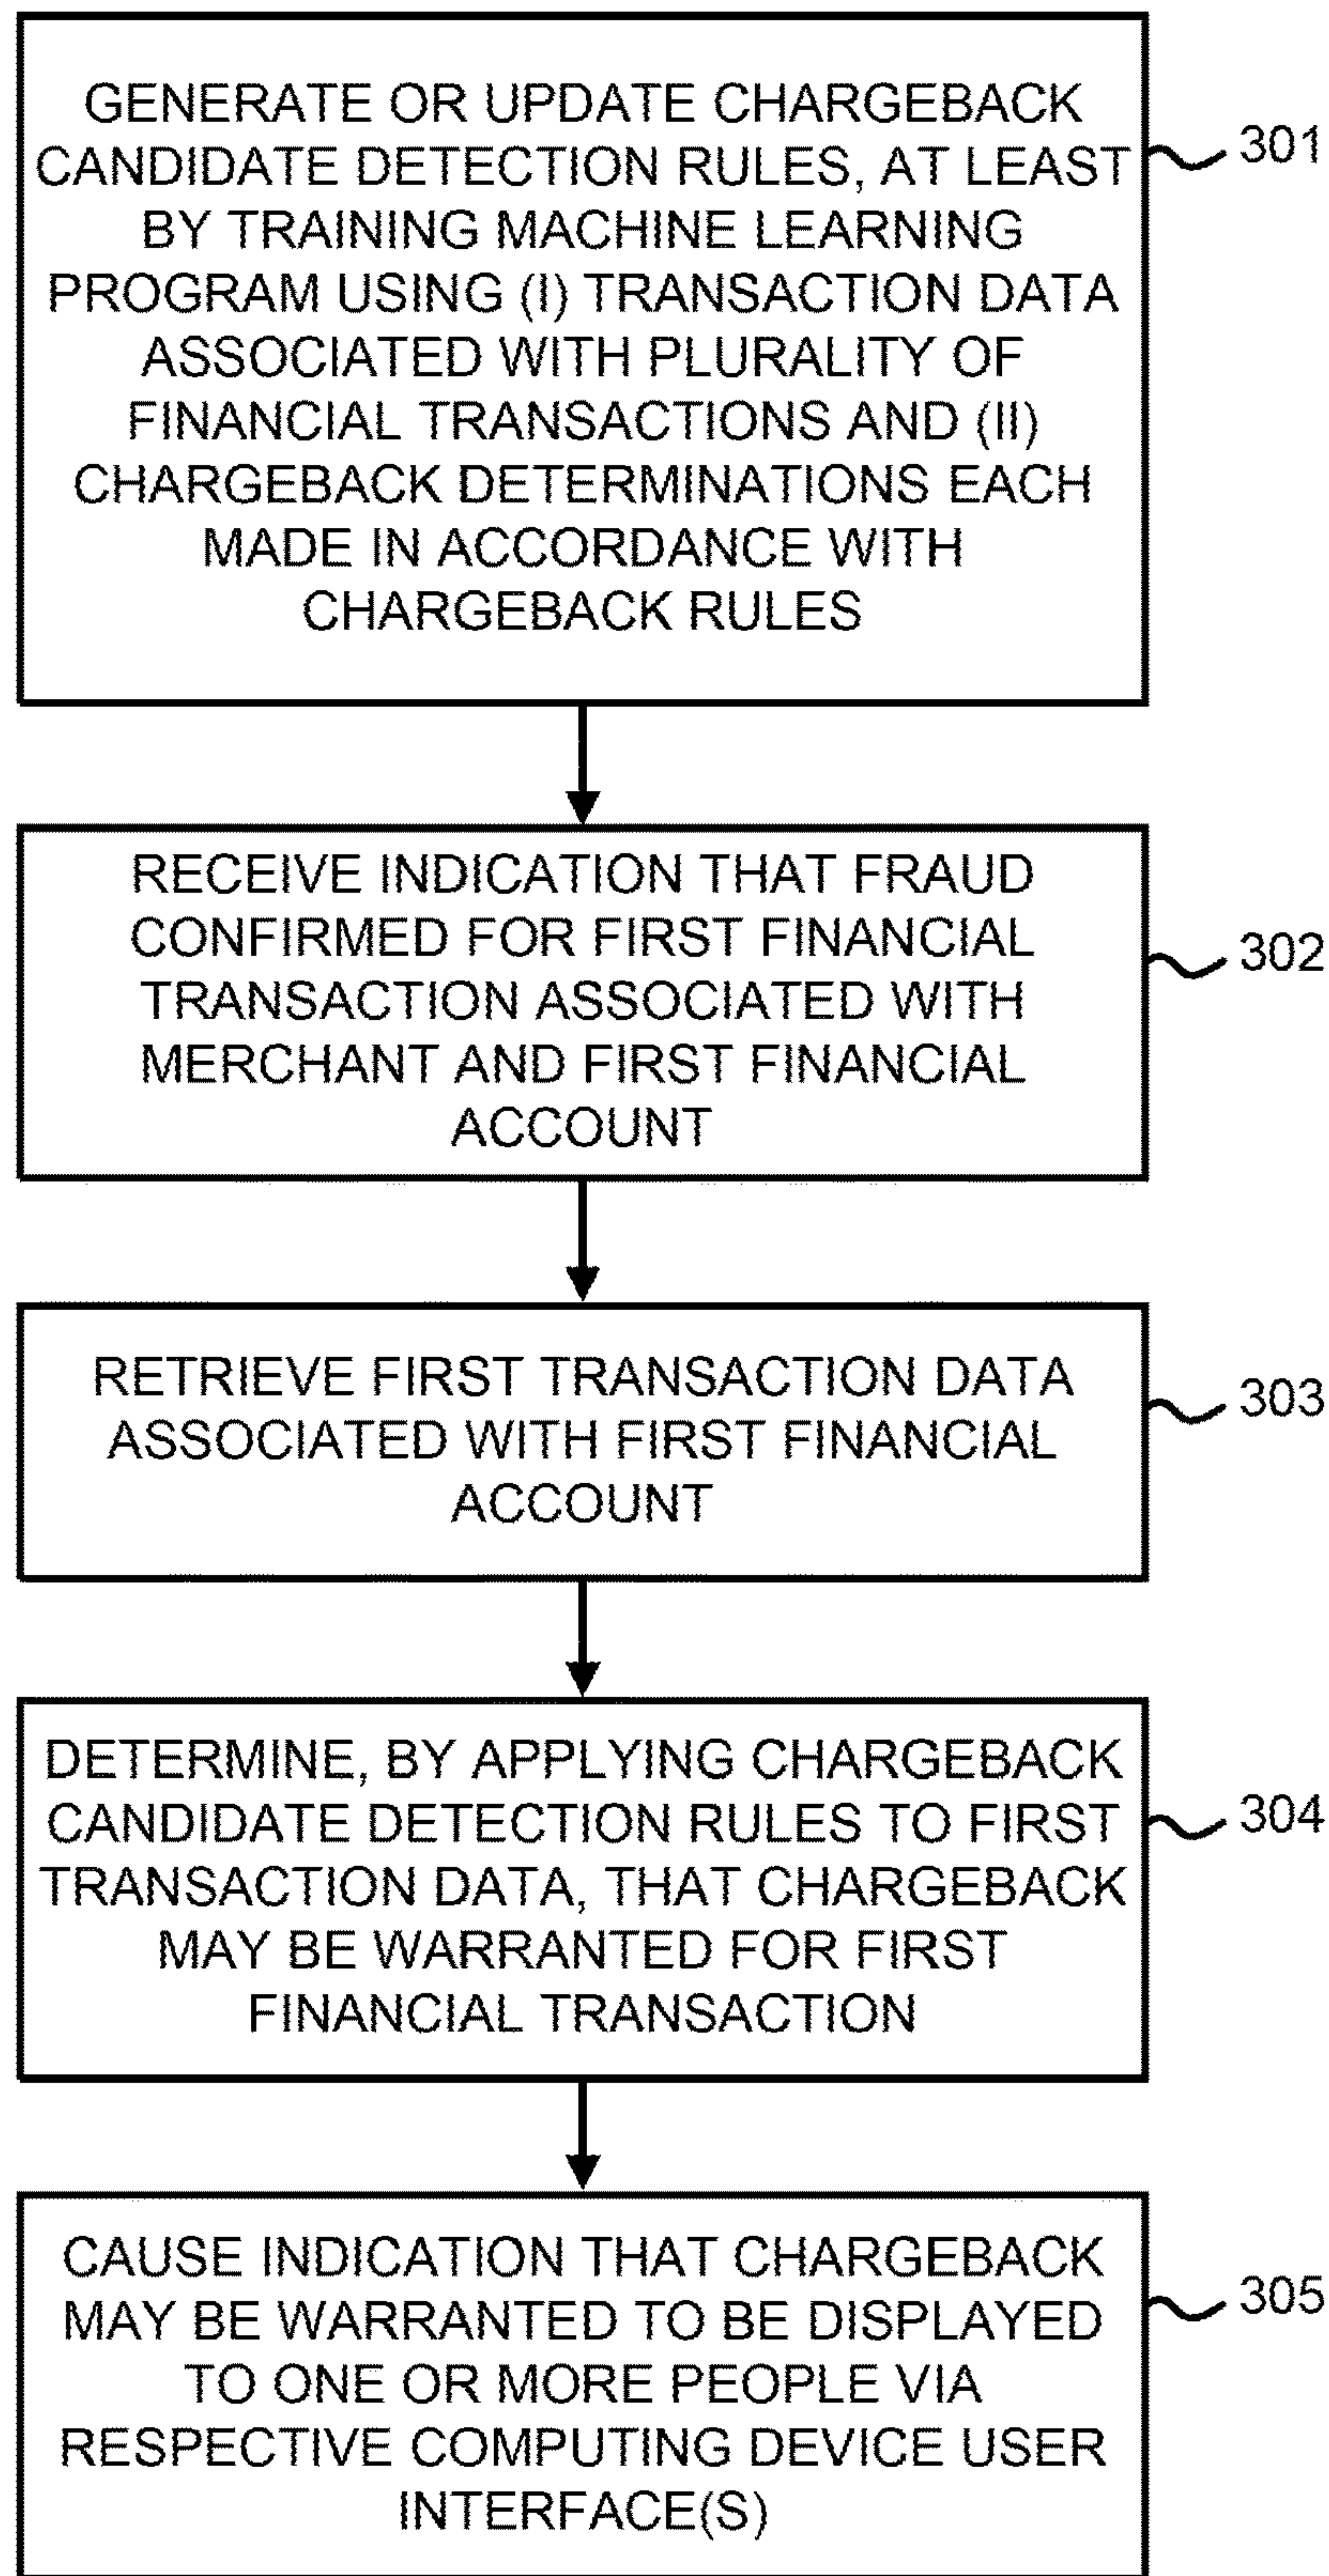 GENERATE OR UPDATE CHARGEBACK
CANDIDATE DETECTION RULES, AT LEAST
BY TRAINING MACHINE LEARNING
PROGRAM USING (I) TRANSACTION DATA
ASSOCIATED WITH PLURALITY OF
FINANCIAL TRANSACTIONS AND (II)
CHARGEBACK DETERMINATIONS EACH
MADE IN ACCORDANCE WITH
CHARGEBACK RULES
301
RECEIVE INDICATION THAT FRAUD
CONFIRMED FOR FIRST FINANCIAL
TRANSACTION ASSOCIATED WITH
MERCHANT AND FIRST FINANCIAL
ACCOUNT
302
RETRIEVE FIRST TRANSACTION DATA
ASSOCIATED WITH FIRST FINANCIAL
ACCOUNT
303
DETERMINE, BY APPLYING CHARGEBACK
CANDIDATE DETECTION RULES TO FIRST
TRANSACTION DATA, THAT CHARGEBACK
MAY BE WARRANTED FOR FIRST
FINANCIAL TRANSACTION
304
CAUSE INDICATION THAT CHARGEBACK
MAY BE WARRANTED TO BE DISPLAYED
TO ONE OR MORE PEOPLE VIA
RESPECTIVE COMPUTING DEVICE USER
INTERFACE(S)
305